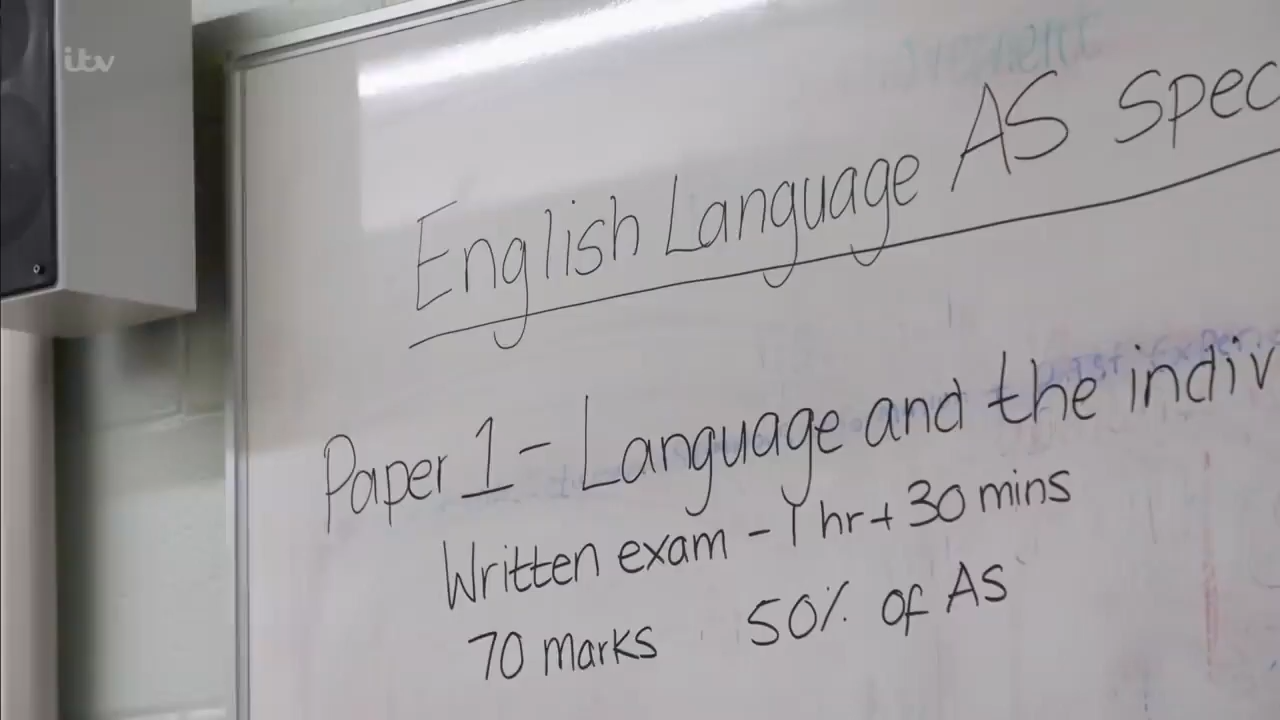 itv
English Language AS Spec
Paper 1 - Language and the indiv
Written exam - 1 hr + 30 mins
70 marks 50% of AS